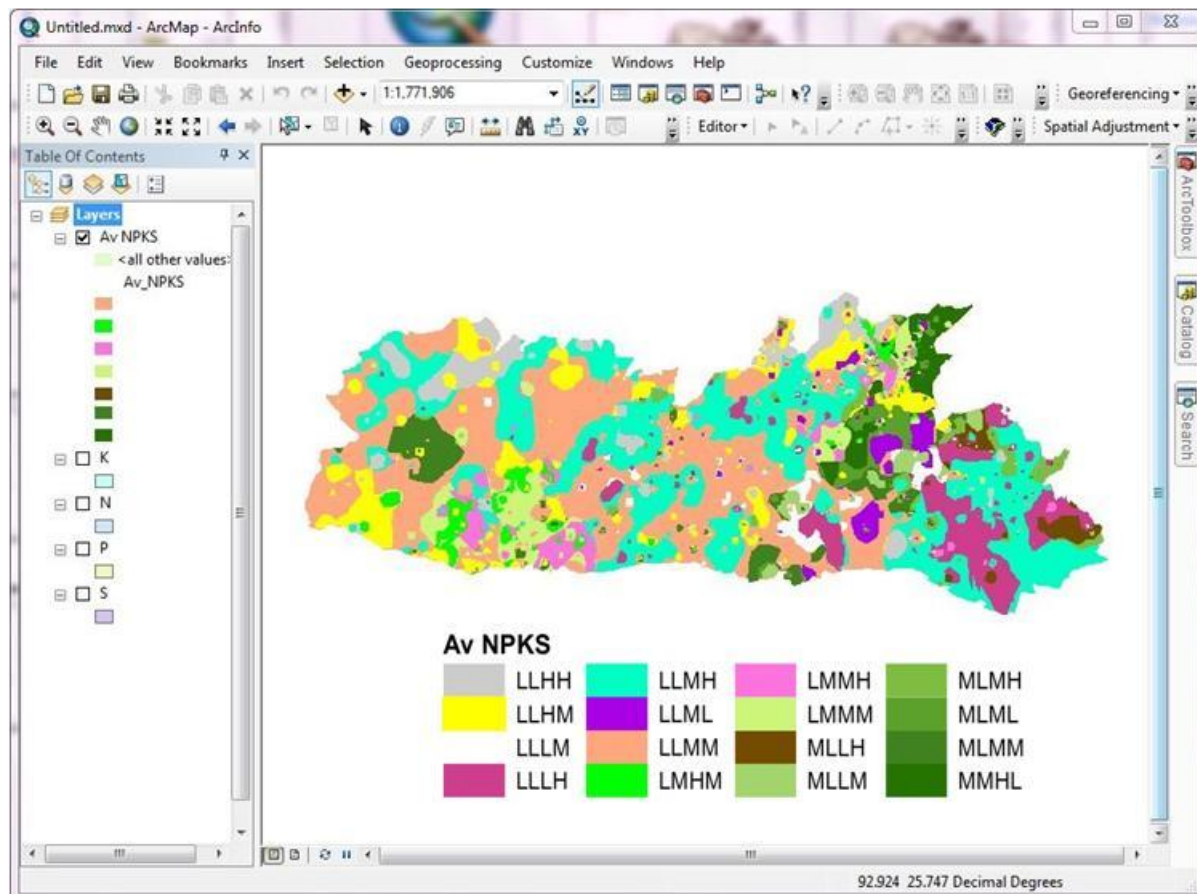 Untitled.mxd - ArcMap - ArcInfo
File Edit View Bookmarks Insert Selection Geoprocessing Customize Windows Help
1:1,771,906 Georeferencing
Editor Spatial Adjustment
Table Of Contents
Layers
Av NPKS
<all other values>
Av_NPKS
K
N
P
S
ArcToolbox
Catalog
Search
Av NPKS
LLHH LLMH LMMH MLMH
LLHM LLML LMMM MLML
LLLM LLMM MLLH MLMM
LLLH LMHM MLLM MMHL
92.924 25.747 Decimal Degrees